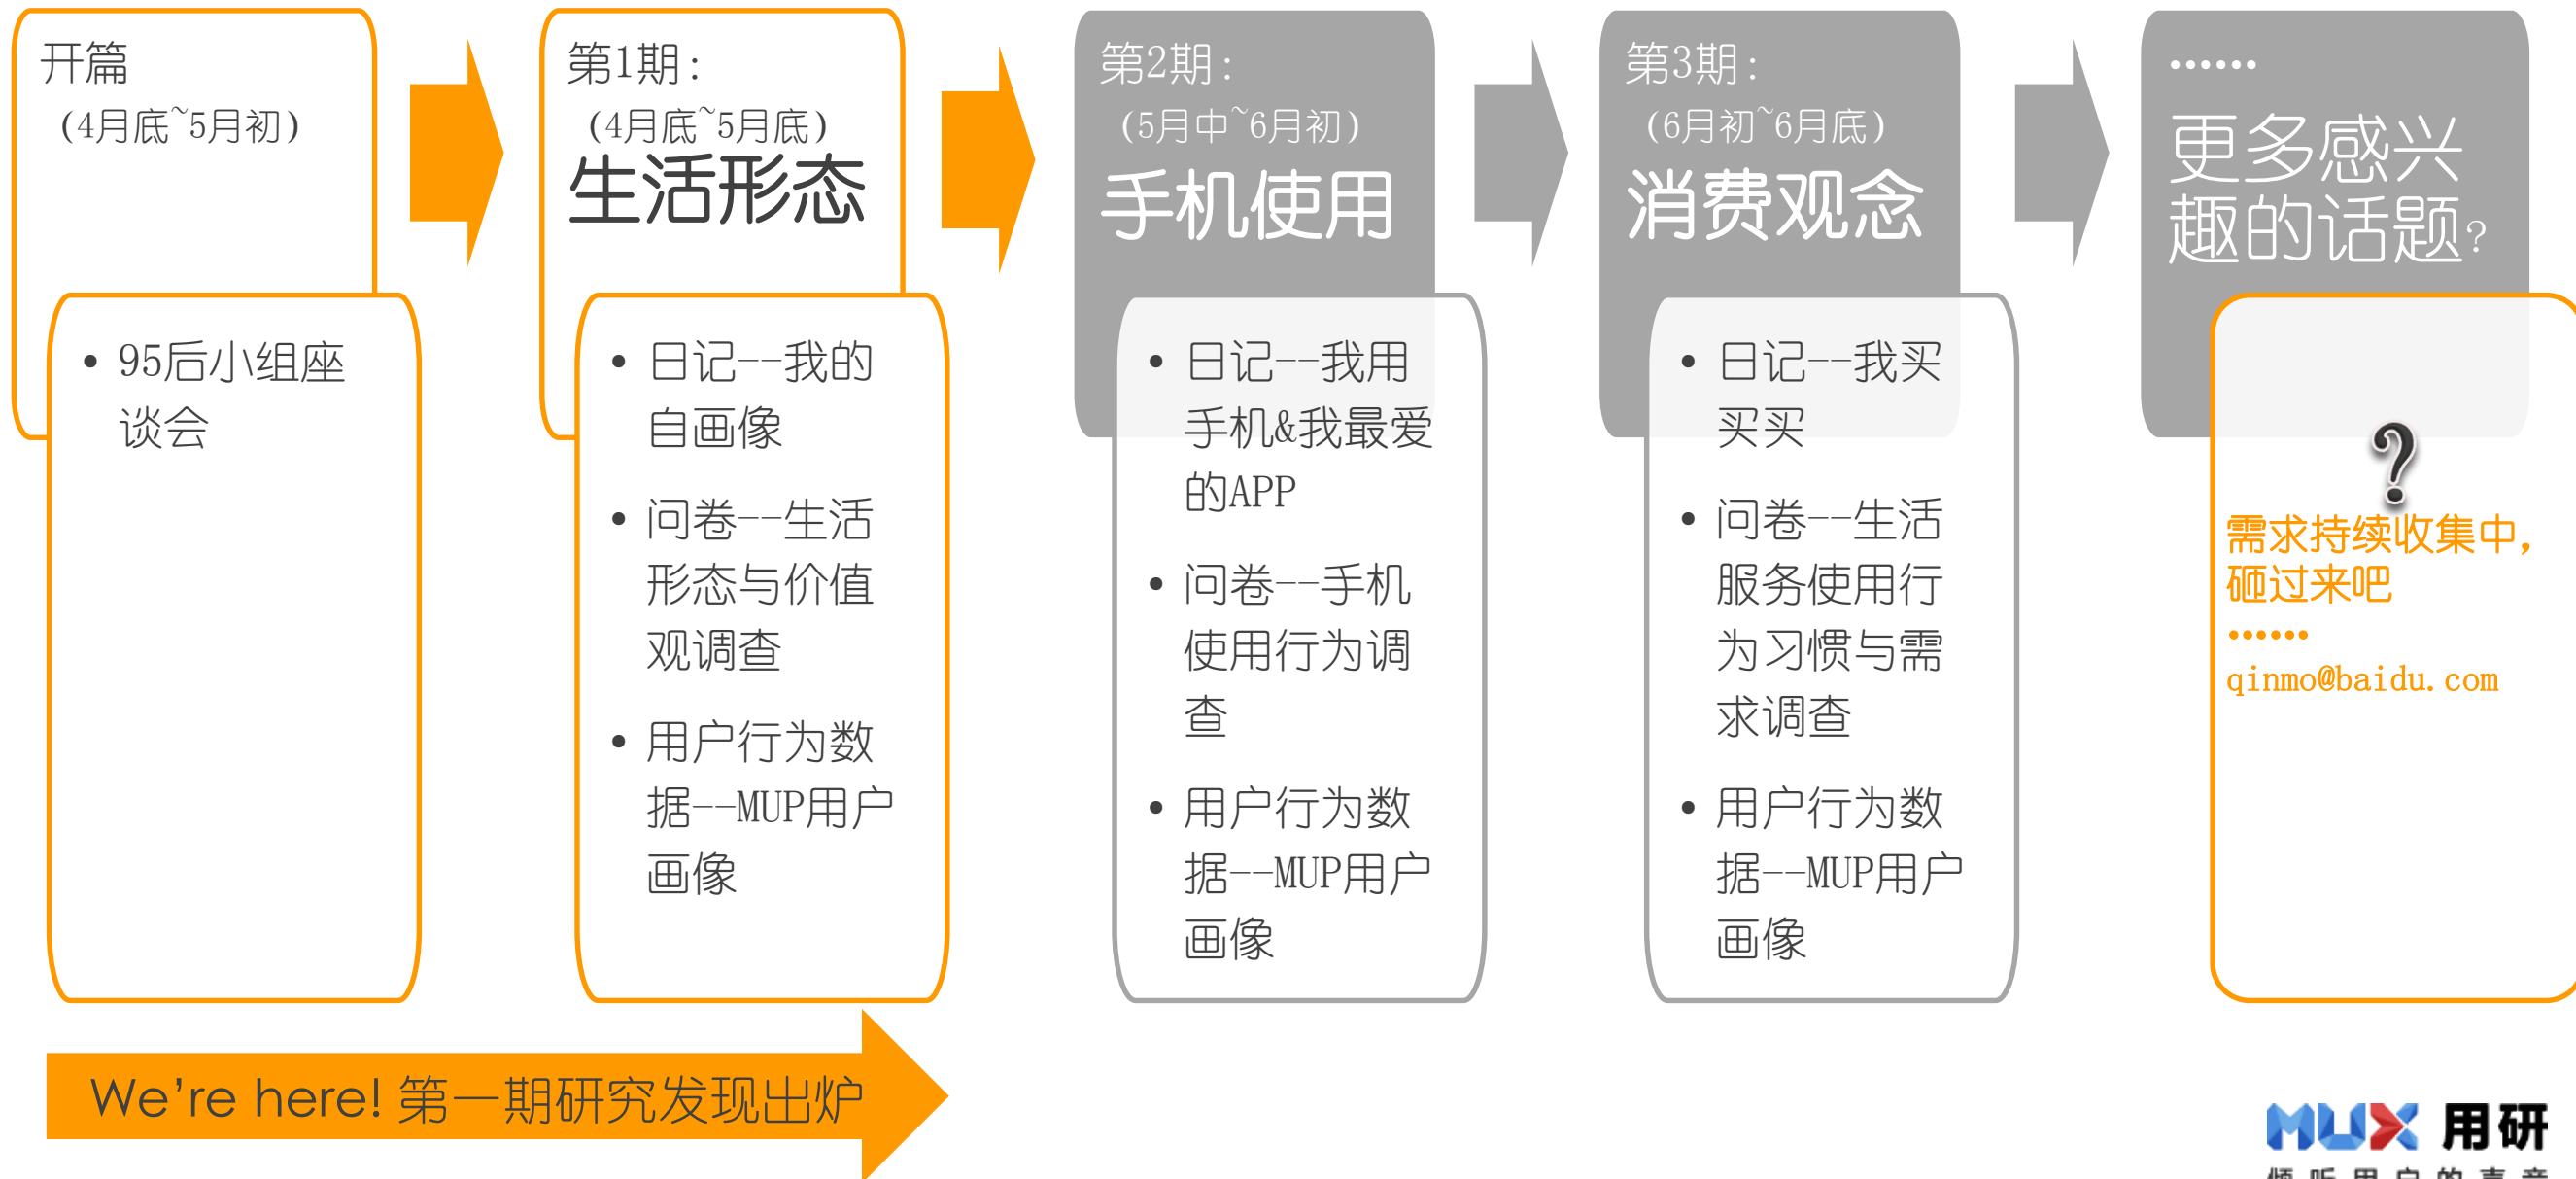 开篇
(4月底~5月初)
• 95后小组座
谈会
第1期:
(4月底~5月底)
生活形态
• 日记--我的
自画像
• 问卷--生活
形态与价值
观调查
• 用户行为数
据--MUP用户
画像
第2期:
(5月中~6月初)
手机使用
• 日记--我用
手机&我最爱
的APP
• 问卷--手机
使用行为调
查
• 用户行为数
据--MUP用户
画像
第3期:
(6月初~6月底)
消费观念
• 日记--我买
买买
• 问卷--生活
服务使用行
为习惯与需
求调查
• 用户行为数
据--MUP用户
画像
······
更多感兴
趣的话题?
?
需求持续收集中,
砸过来吧
······
qinmo@baidu.com
We're here! 第一期研究发现出炉
MUX 用研
倾听用户的声音